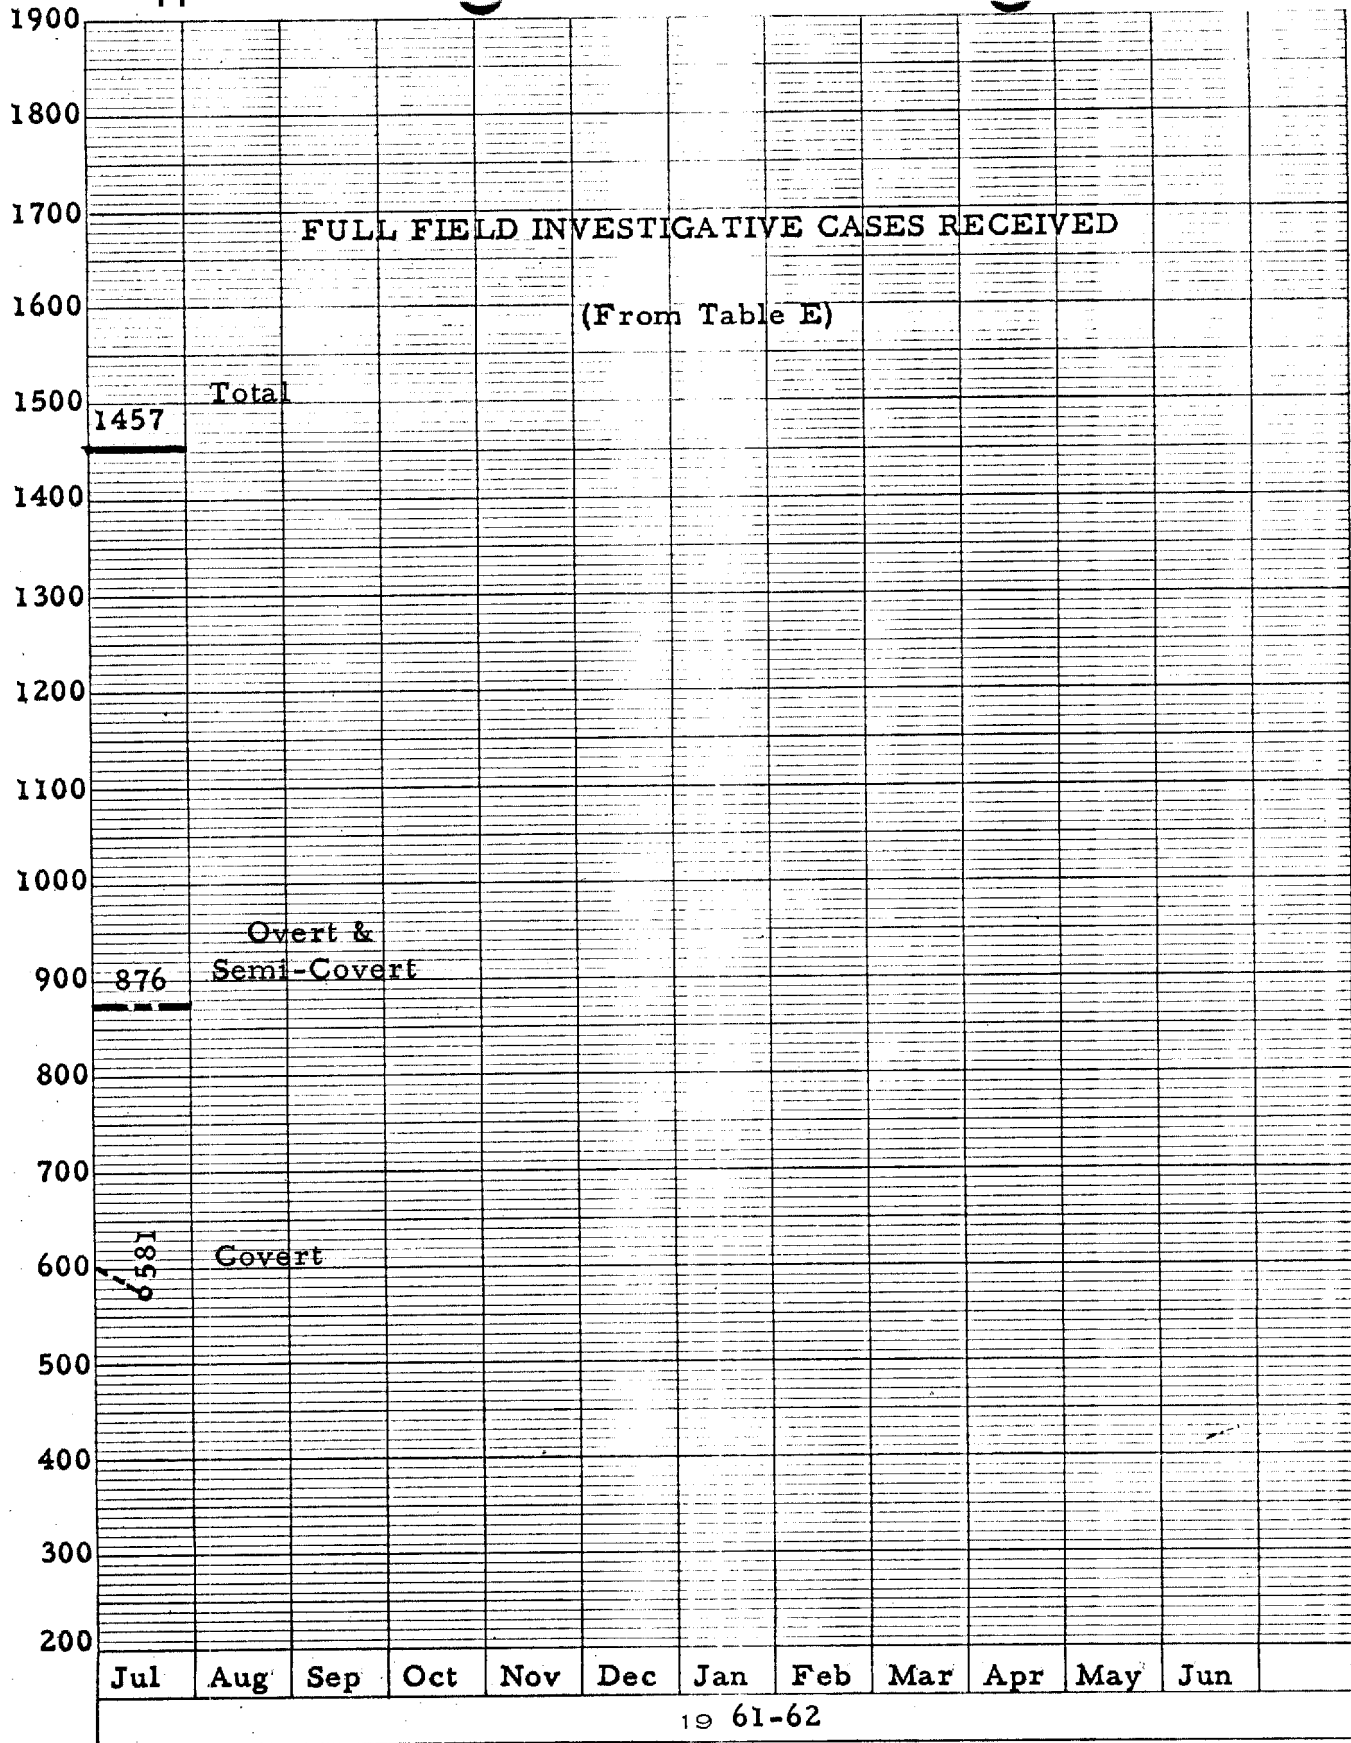 1900
1800
1700
FULL FIELD INVESTIGATIVE CASES RECEIVED
1600
(From Table E)
1500 Total
1457
1400
1300
1200
1100
1000
Overt &
900 876 Semi-Covert
800
700
600 581 Covert
500
400
300
200
Jul Aug Sep Oct Nov Dec Jan Feb Mar Apr May Jun
19 61-62